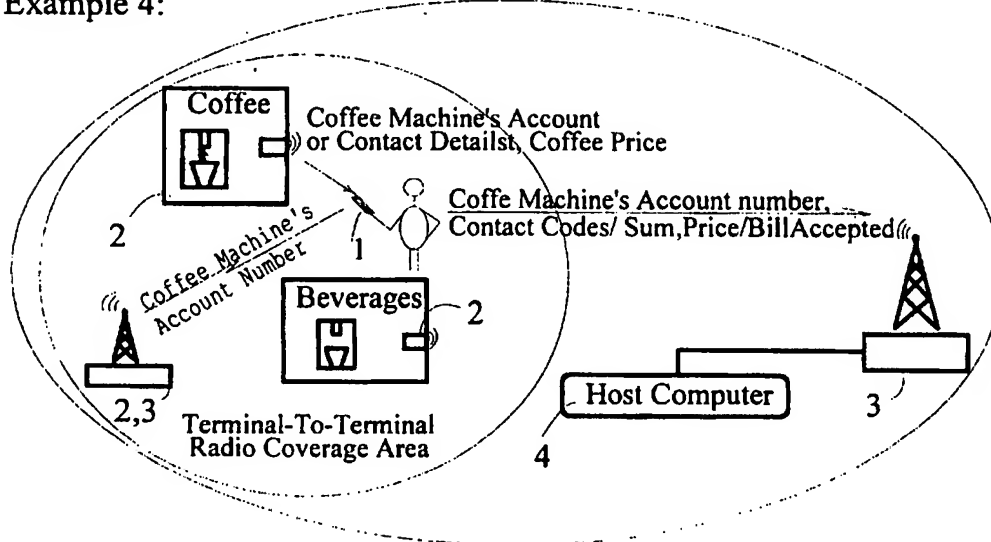 Example 4:
Coffee
Coffee Machine's Account
or Contact Detailst, Coffee Price
2
1
Coffe Machine's Account number,
Contact Codes/ Sum,Price/BillAccepted
Coffee Machine's
Account Number
Beverages
2
2,3
Terminal-To-Terminal
Radio Coverage Area
Host Computer
3
4